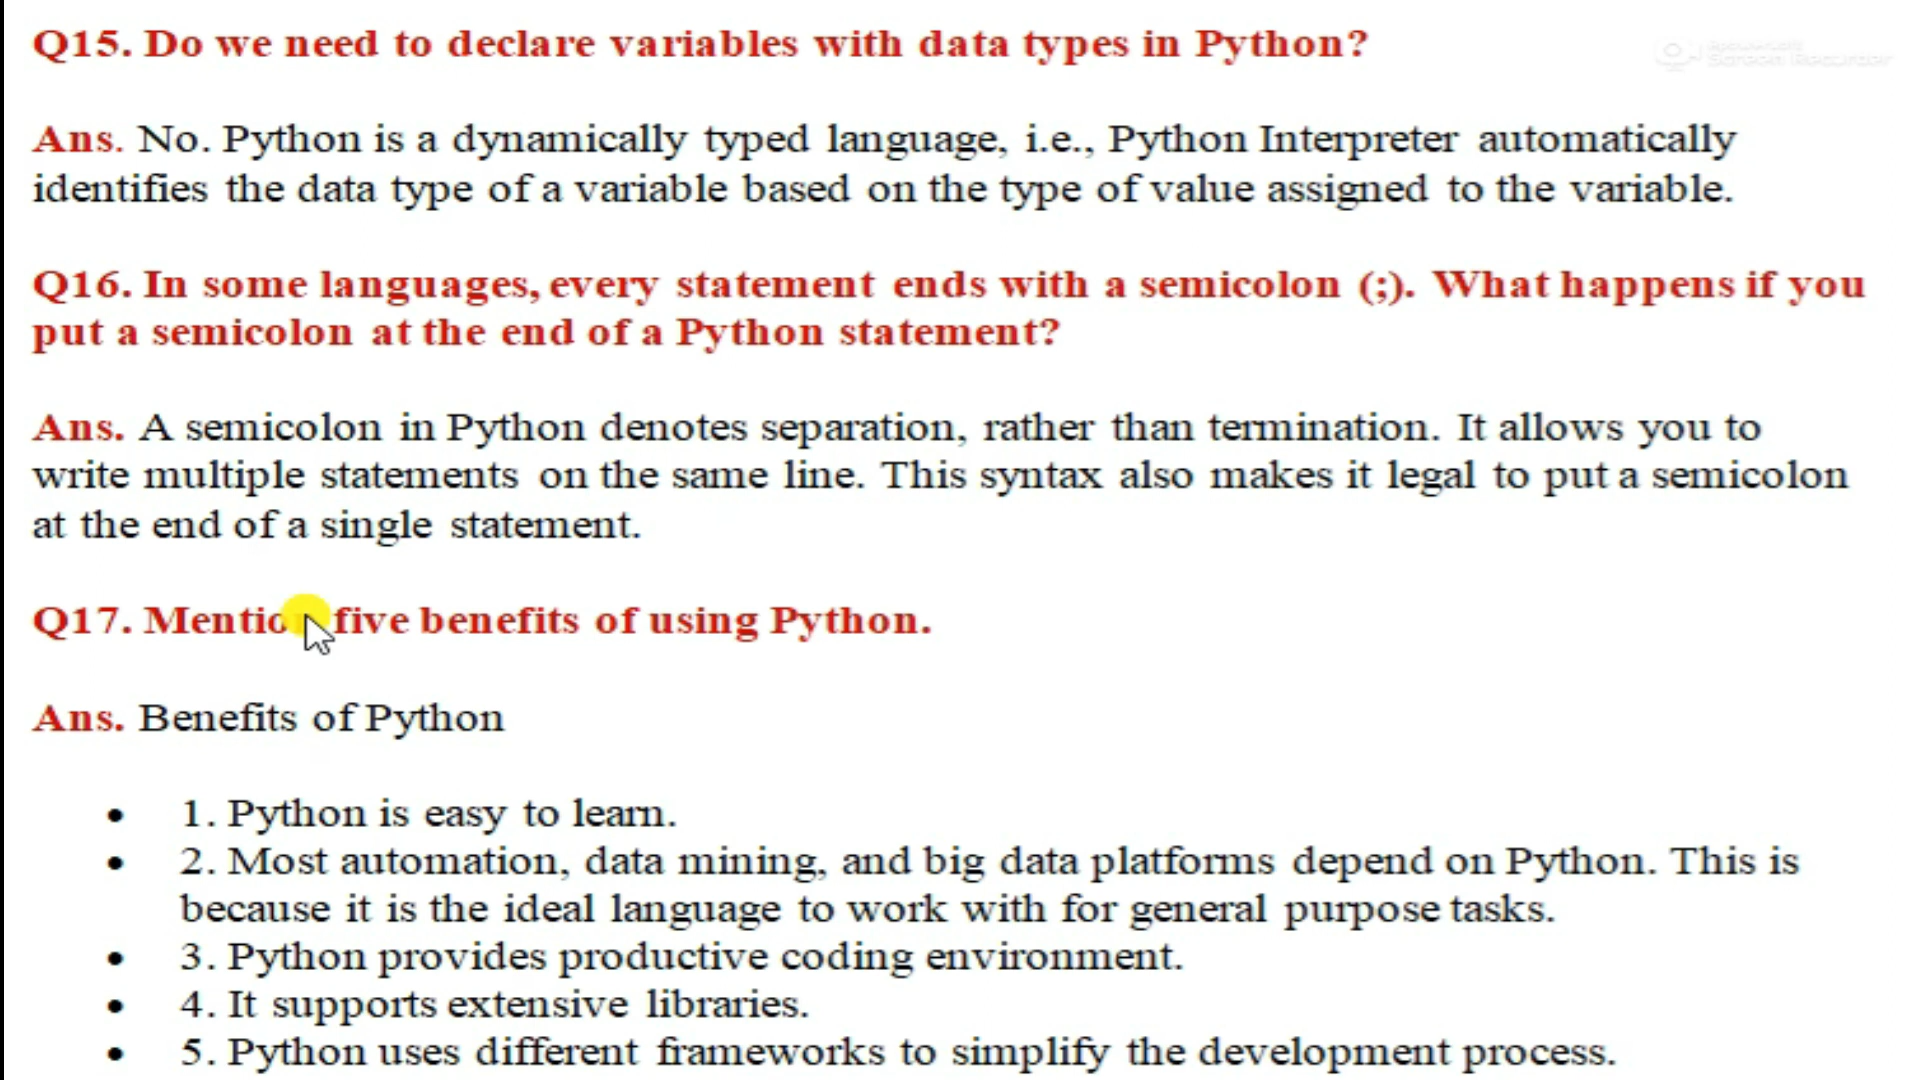 Q15. Do we need to declare variables with data types in Python?
Screen Recorder
Ans. No. Python is a dynamically typed language, i.e., Python Interpreter automatically
identifies the data type of a variable based on the type of value assigned to the variable.
Q16. In some languages, every statement ends with a semicolon (;). What happens if you
put a semicolon at the end of a Python statement?
Ans. A semicolon in Python denotes separation, rather than termination. It allows you to
write multiple statements on the same line. This syntax also makes it legal to put a semicolon
at the end of a single statement.
Q17. Mention five benefits of using Python.
Ans. Benefits of Python
• 1. Python is easy to learn.
• 2. Most automation, data mining, and big data platforms depend on Python. This is
because it is the ideal language to work with for general purpose tasks.
• 3. Python provides productive coding environment.
• 4. It supports extensive libraries.
• 5. Python uses different frameworks to simplify the development process.